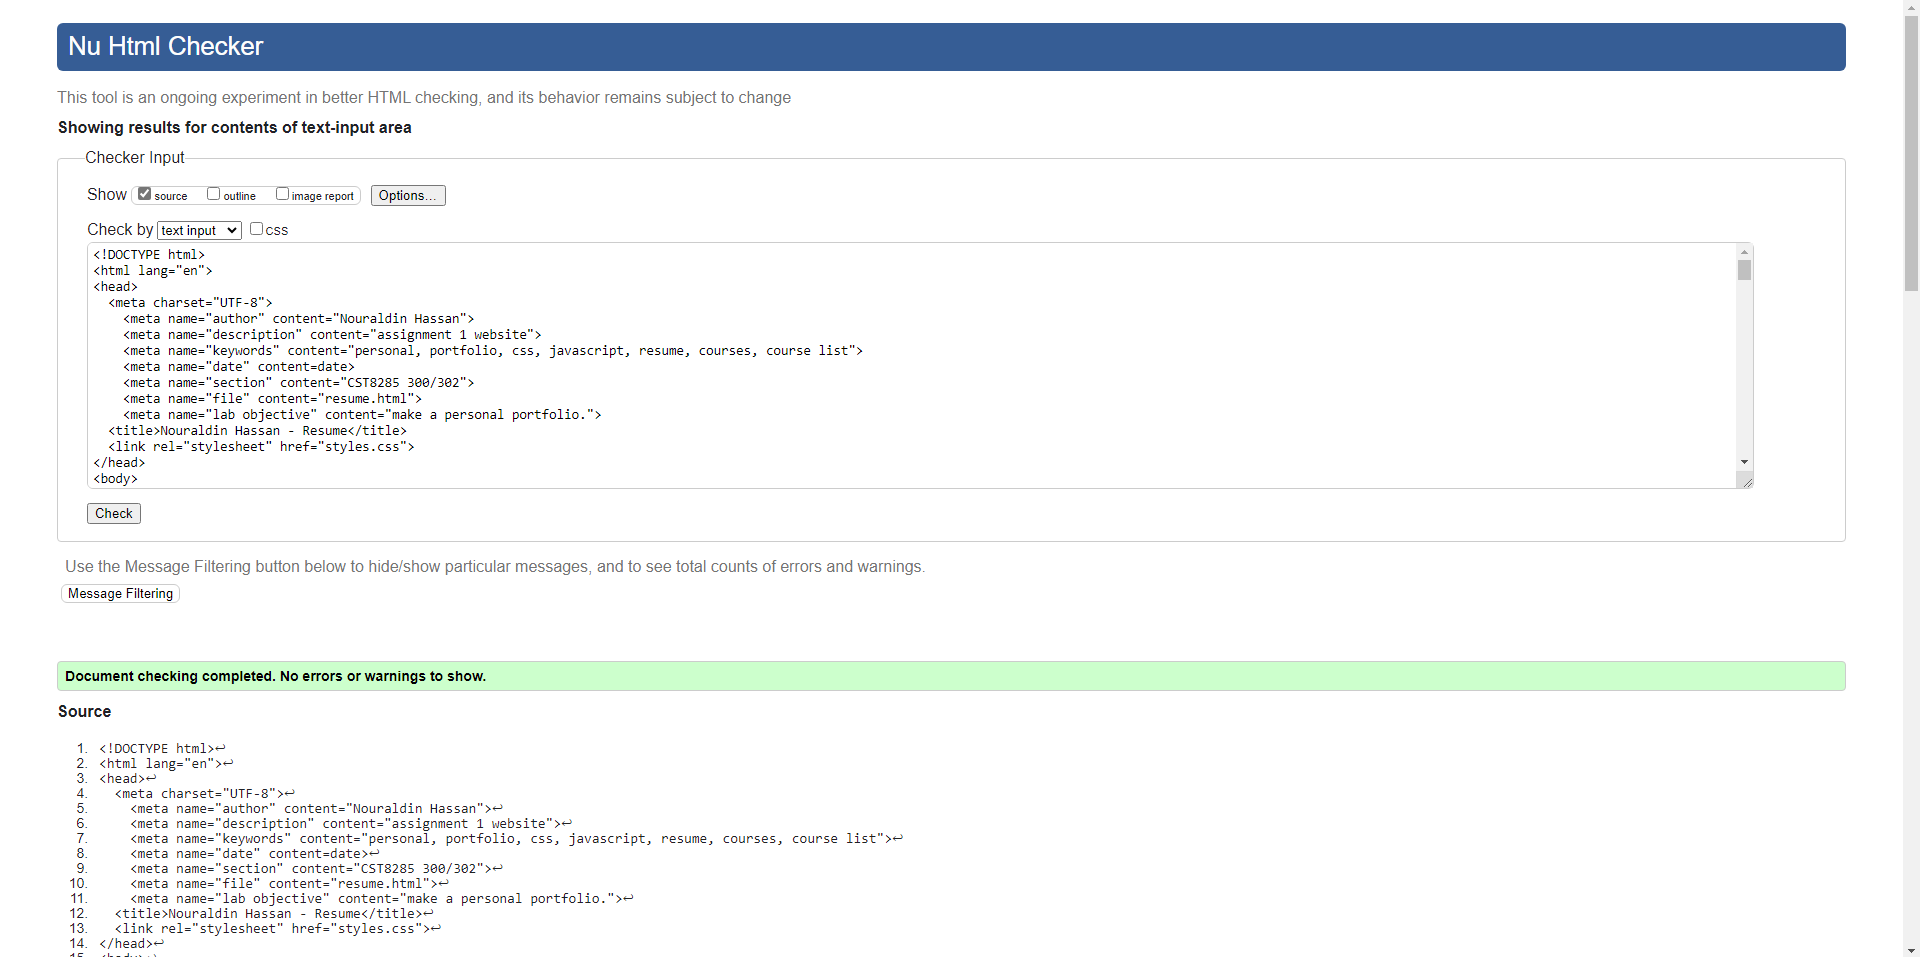 Nu Html Checker
This tool is an ongoing experiment in better HTML checking, and its behavior remains subject to change
Showing results for contents of text-input area
Checker Input
Show source outline image report Options...
Check by text input css
<!DOCTYPE html>
<html lang="en">
<head>
  <meta charset="UTF-8">
    <meta name="author" content="Nouraldin Hassan">
    <meta name="description" content="assignment 1 website">
    <meta name="keywords" content="personal, portfolio, css, javascript, resume, courses, course list">
    <meta name="date" content=date>
    <meta name="section" content="CST8285 300/302">
    <meta name="file" content="resume.html">
    <meta name="lab objective" content="make a personal portfolio.">
  <title>Nouraldin Hassan - Resume</title>
  <link rel="stylesheet" href="styles.css">
</head>
<body>
Check
Use the Message Filtering button below to hide/show particular messages, and to see total counts of errors and warnings.
Message Filtering
Document checking completed. No errors or warnings to show.
Source
1. <!DOCTYPE html>↩
2. <html lang="en">↩
3. <head>↩
4.   <meta charset="UTF-8">↩
5.     <meta name="author" content="Nouraldin Hassan">↩
6.     <meta name="description" content="assignment 1 website">↩
7.     <meta name="keywords" content="personal, portfolio, css, javascript, resume, courses, course list">↩
8.     <meta name="date" content=date>↩
9.     <meta name="section" content="CST8285 300/302">↩
10.     <meta name="file" content="resume.html">↩
11.     <meta name="lab objective" content="make a personal portfolio.">↩
12.   <title>Nouraldin Hassan - Resume</title>↩
13.   <link rel="stylesheet" href="styles.css">↩
14. </head>↩
15. <body>↩